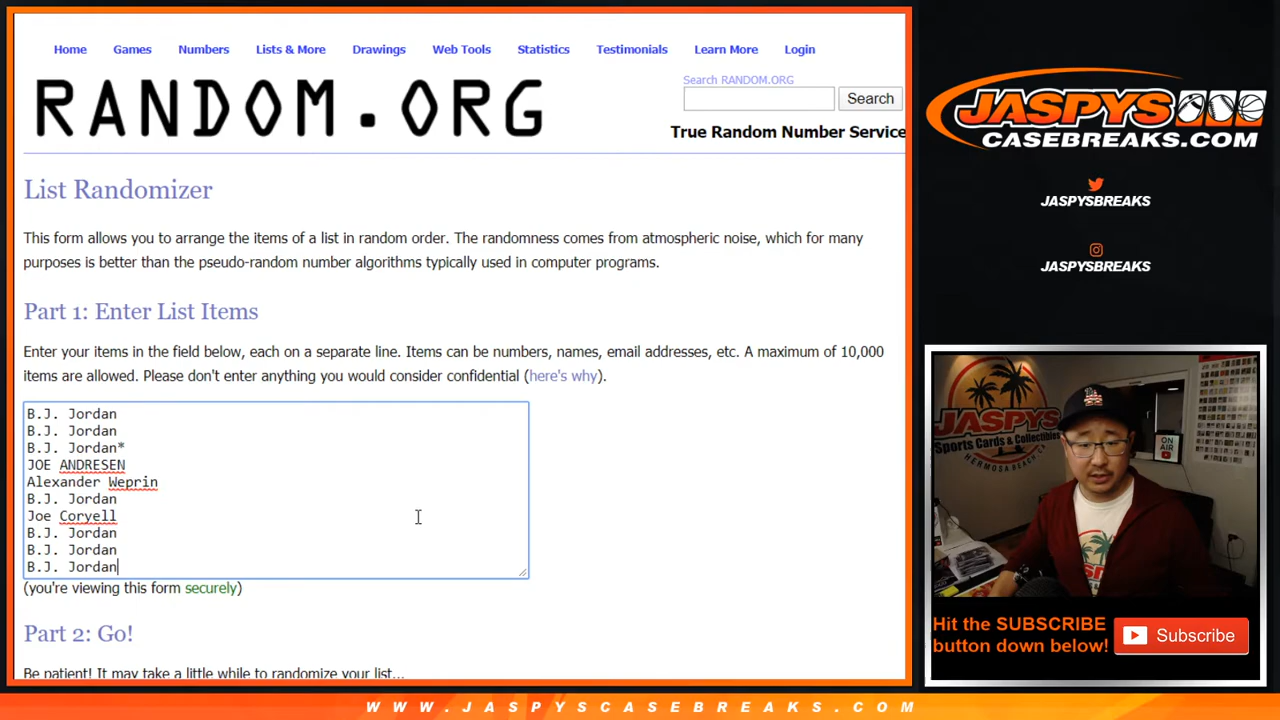 Home Games Numbers Lists & More Drawings Web Tools Statistics Testimonials Learn More Login
RANDOM.ORG
Search RANDOM.ORG
Search
True Random Number Service
List Randomizer
This form allows you to arrange the items of a list in random order. The randomness comes from atmospheric noise, which for many
purposes is better than the pseudo-random number algorithms typically used in computer programs.
Part 1: Enter List Items
Enter your items in the field below, each on a separate line. Items can be numbers, names, email addresses, etc. A maximum of 10,000
items are allowed. Please don't enter anything you would consider confidential (here's why).
B.J. Jordan
B.J. Jordan
B.J. Jordan*
JOE ANDRESEN
Alexander Weprin
B.J. Jordan
Joe Coryell
B.J. Jordan
B.J. Jordan
B.J. Jordan
(you're viewing this form securely)
Part 2: Go!
Be patient! It may take a little while to randomize your list...
JASPYS
CASEBREAKS.COM
JASPYSBREAKS
JASPYSBREAKS
JASPYS
Sports Cards & Collectibles
HERMOSA BEACH, CA
ON AIR
JASPYS
Hit the SUBSCRIBE
button down below!
Subscribe
WWW.JASPYSCASEBREAKS.COM